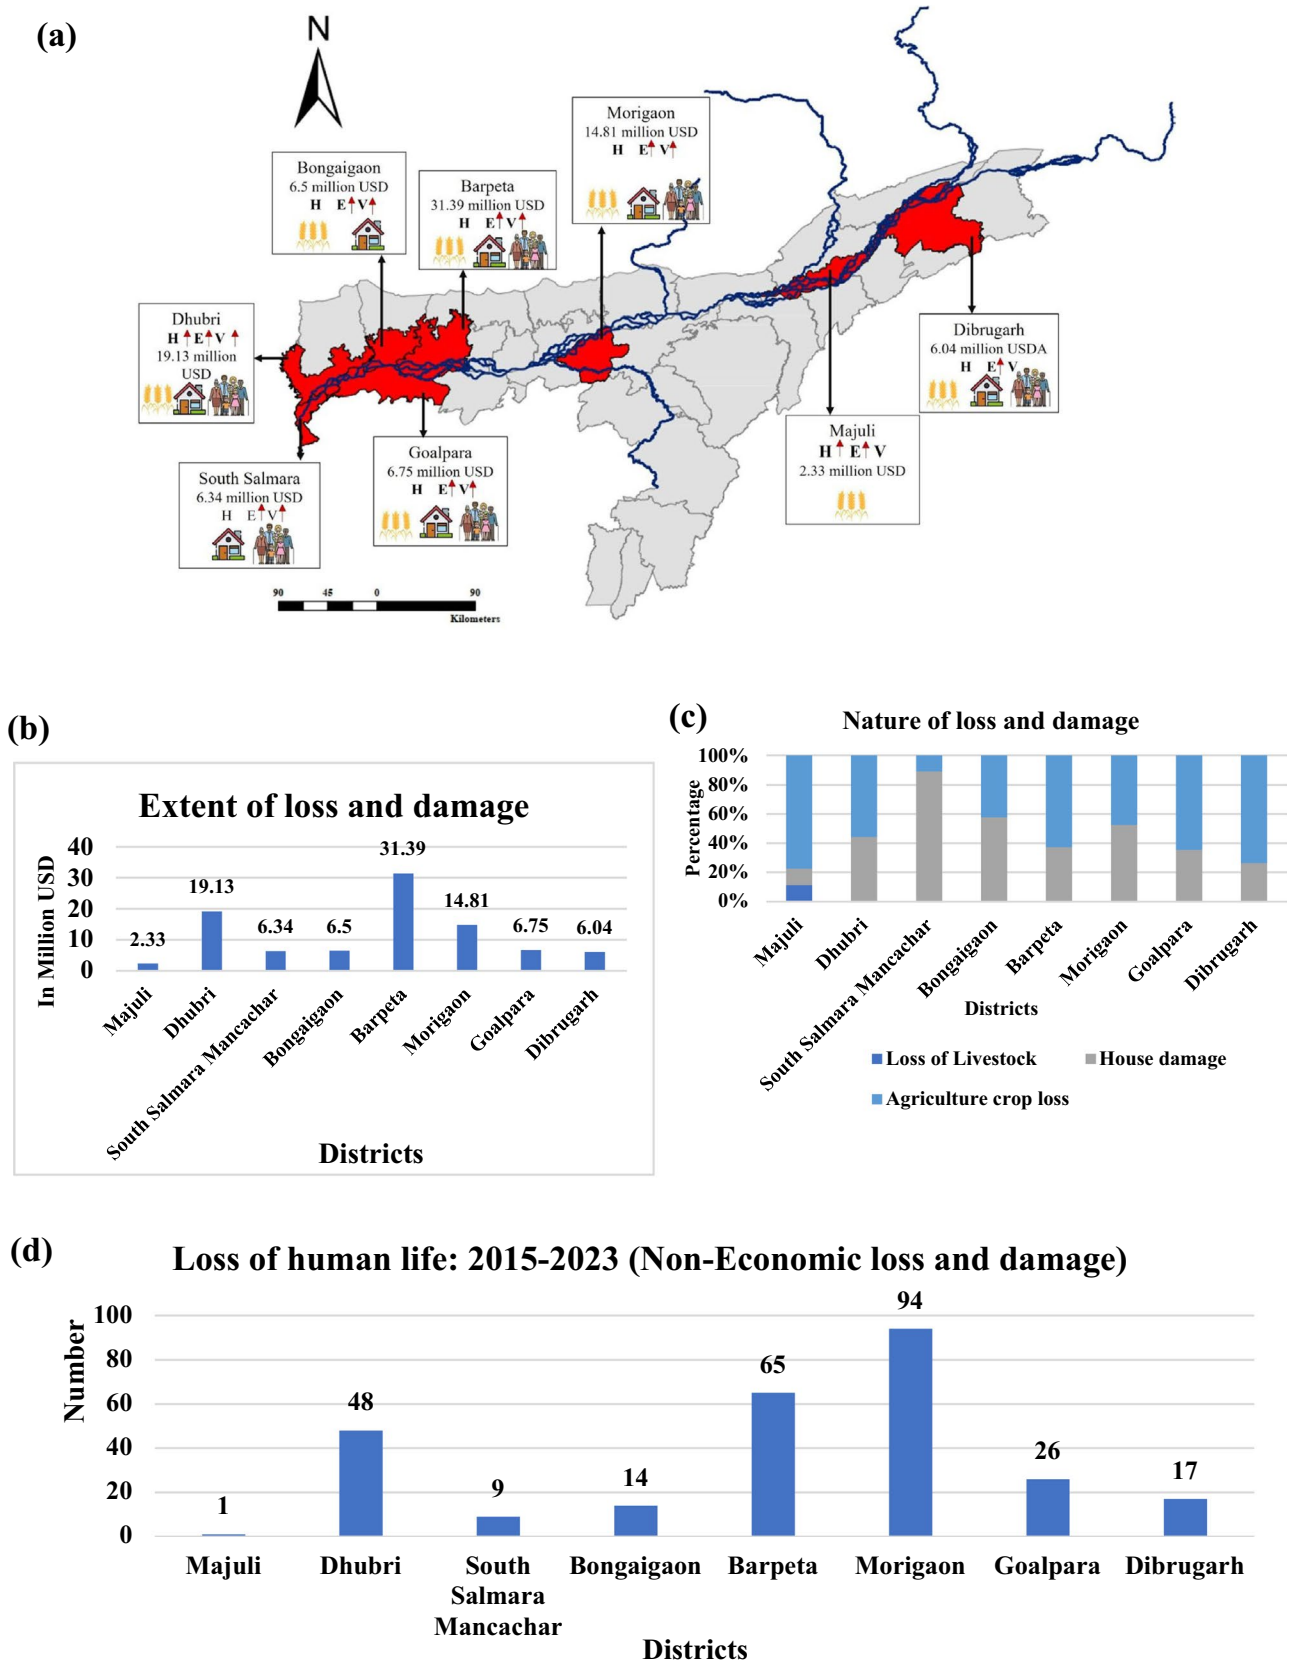 (a)
N
Morigaon
14.81 million USD
H E V
Bongaigaon
6.5 million USD
H E V
Barpeta
31.39 million USD
H E V
Dhubri
H E V
19.13 million
USD
Dibrugarh
6.04 million USDA
H E V
Majuli
H E V
2.33 million USD
Goalpara
6.75 million USD
H E V
South Salmara
6.34 million USD
H E V
90 45 0 90
Kilometers
(b)
Extent of loss and damage
In Million USD
40
30
20
10
0
2.33
19.13
6.34
6.5
31.39
14.81
6.75
6.04
Majuli
Dhubri
South Salmara Mancachar
Bongaigaon
Barpeta
Morigaon
Goalpara
Dibrugarh
Districts
(c)
Nature of loss and damage
Percentage
100%
80%
60%
40%
20%
0%
Majuli
Dhubri
South Salmara Mancachar
Bongaigaon
Barpeta
Morigaon
Goalpara
Dibrugarh
Districts
Loss of Livestock
House damage
Agriculture crop loss
(d)
Loss of human life: 2015-2023 (Non-Economic loss and damage)
Number
100
80
60
40
20
0
1
48
9
14
65
94
26
17
Majuli
Dhubri
South
Salmara
Mancachar
Bongaigaon
Barpeta
Morigaon
Goalpara
Dibrugarh
Districts